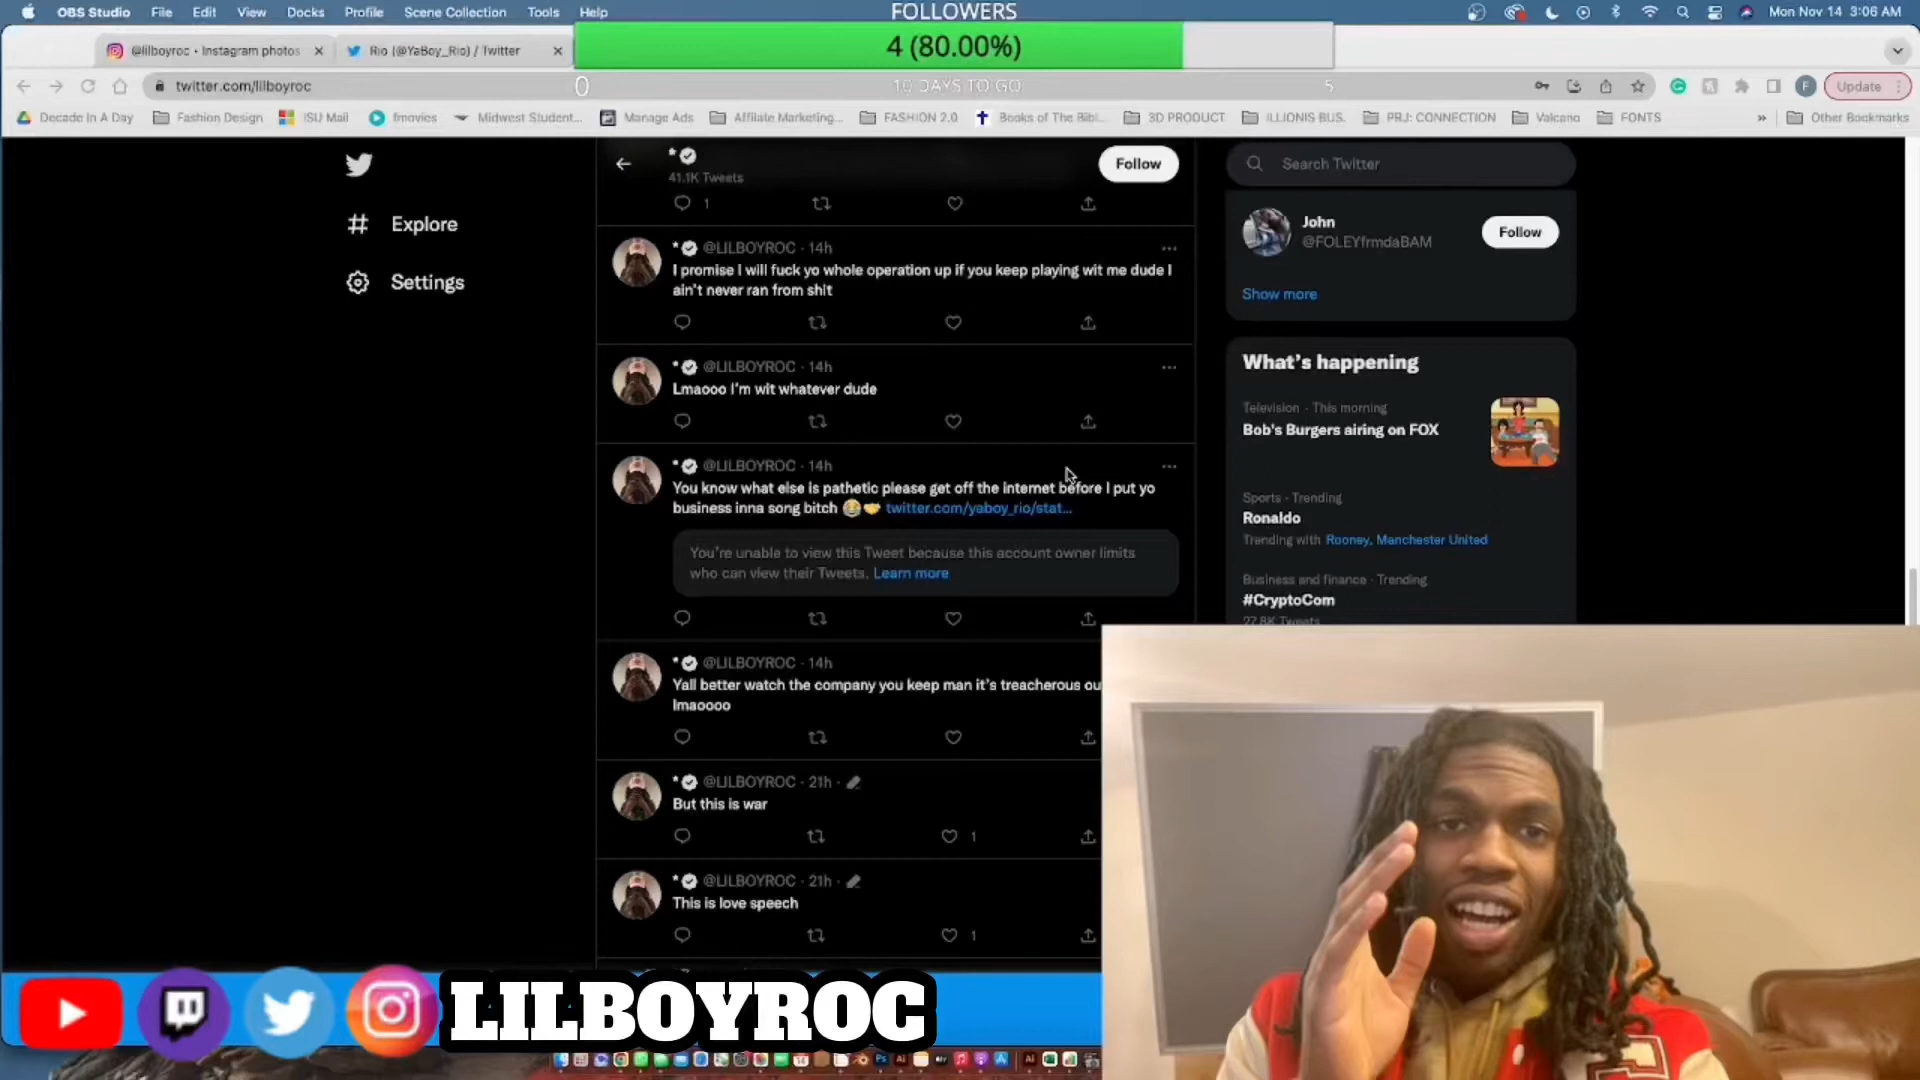 OBS Studio File Edit View Docks Profile Scene Collection Tools Help
FOLLOWERS
Mon Nov 14 3:06 AM
@lilboyroc • Instagram photos
Rio (@YaBoy_Rio) / Twitter
4 (80.00%)
twitter.com/lilboyroc
0 10 DAYS TO GO 5
F
Update
Decade In A Day Fashion Design ISU Mail fmovies Midwest Student... Manage Ads Affiliate Marketing... FASHION 2.0 Books of The Bibl... 3D PRODUCT ILLIONIS BUS. PRJ: CONNECTION Valcano FONTS » Other Bookmarks
*
41.1K Tweets
Follow
1
Explore
Settings
* @LILBOYROC · 14h
I promise I will fuck yo whole operation up if you keep playing wit me dude I
ain't never ran from shit
* @LILBOYROC · 14h
Lmaooo I'm wit whatever dude
* @LILBOYROC · 14h
You know what else is pathetic please get off the internet before I put yo
business inna song bitch 😂🤝 twitter.com/yaboy_rio/stat...
You're unable to view this Tweet because this account owner limits
who can view their Tweets. Learn more
* @LILBOYROC · 14h
Yall better watch the company you keep man it's treacherous
lmaoooo
* @LILBOYROC · 21h ·
But this is war
1
* @LILBOYROC · 21h ·
This is love speech
1
Search Twitter
John
@FOLEYfrmdaBAM
Follow
Show more
What's happening
Television · This morning
Bob's Burgers airing on FOX
Sports · Trending
Ronaldo
Trending with Rooney, Manchester United
Business and finance · Trending
#CryptoCom
27.8K Tweets
LILBOYROC